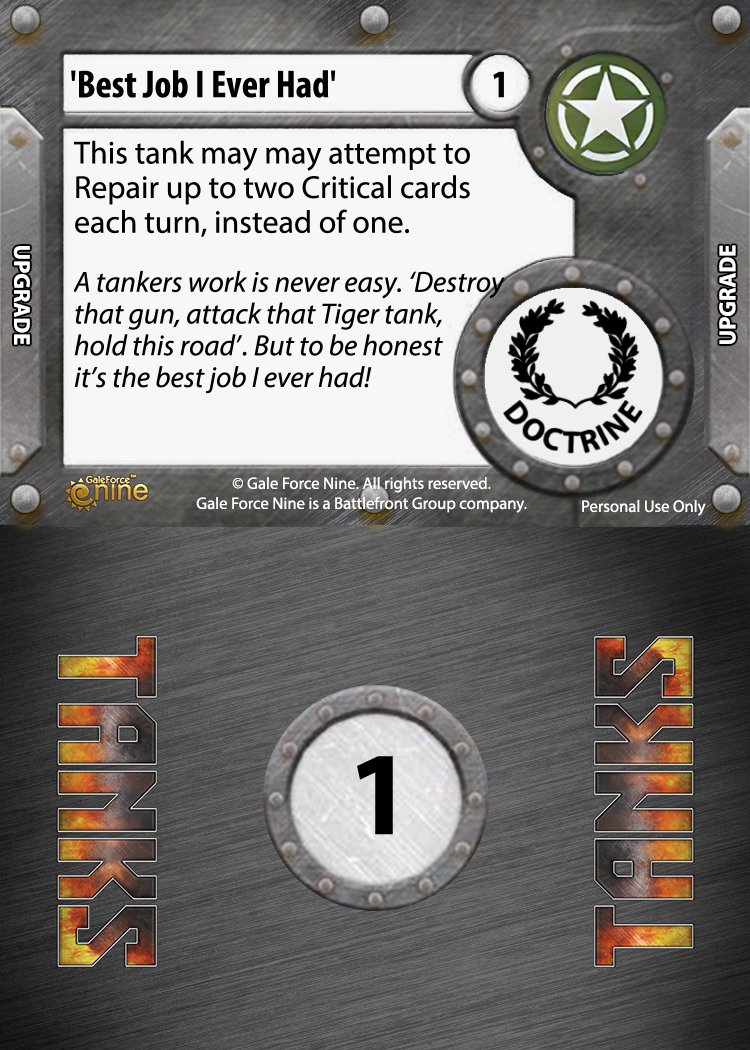 'Best Job I Ever Had'
1
This tank may may attempt to
Repair up to two Critical cards
each turn, instead of one.
A tankers work is never easy. ‘Destroy
that gun, attack that Tiger tank,
hold this road’. But to be honest
it’s the best job I ever had!
UPGRADE
UPGRADE
DOCTRINE
GaleForce™
nine
© Gale Force Nine. All rights reserved.
Gale Force Nine is a Battlefront Group company.
Personal Use Only
TANKS
1
TANKS